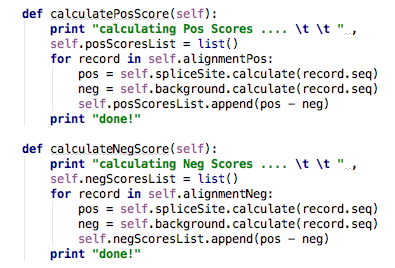 def calculatePosScore(self):
    print "calculating Pos Scores .... \t \t " ,
    self.posScoresList = list()
    for record in self.alignmentPos:
        pos = self.spliceSite.calculate(record.seq)
        neg = self.background.calculate(record.seq)
        self.posScoresList.append(pos - neg)
    print "done!"
def calculateNegScore(self):
    print "calculating Neg Scores .... \t \t " ,
    self.negScoresList = list()
    for record in self.alignmentNeg:
        pos = self.spliceSite.calculate(record.seq)
        neg = self.background.calculate(record.seq)
        self.negScoresList.append(pos - neg)
    print "done!"